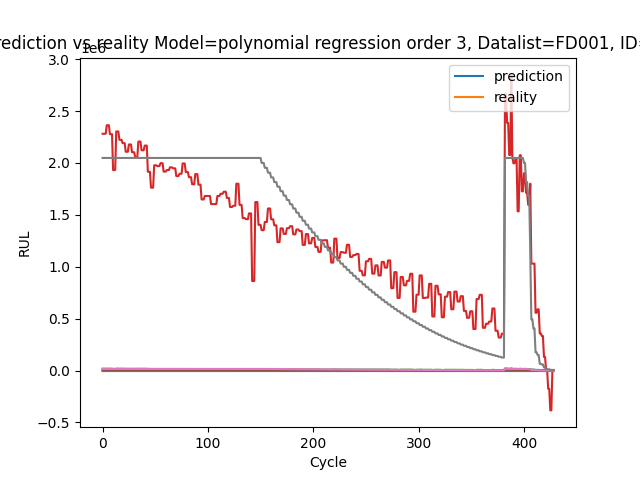 rediction vs reality Model=polynomial regression order 3, Datalist=FD001, ID=
1e6
prediction
reality
3.0
2.5
2.0
1.5
1.0
0.5
0.0
−0.5
RUL
0
100
200
300
400
Cycle